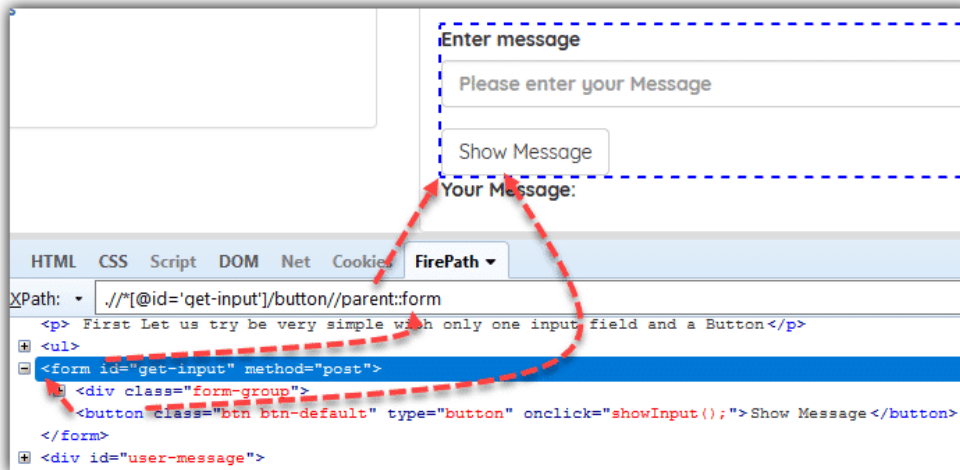 Enter message
Please enter your Message
Show Message
Your Message:
HTML CSS Script DOM Net Cookies FirePath
XPath: .//*[@id='get-input']/button//parent::form
<p> First Let us try be very simple with only one input field and a Button</p>
<ul>
<form id="get-input" method="post">
<div class="form-group">
<button class="btn btn-default" type="button" onclick="showInput();">Show Message</button>
</form>
<div id="user-message">